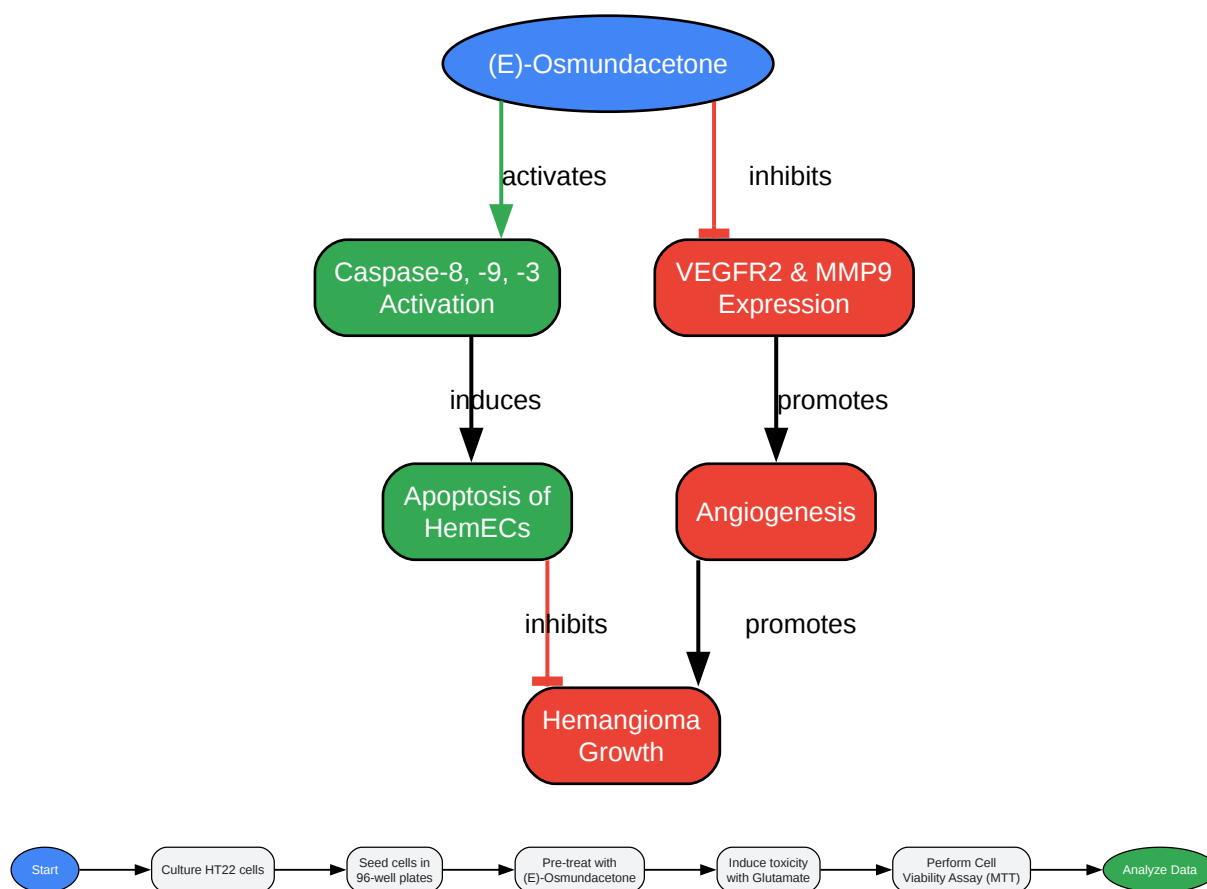 (E)-Osmundacetone
activates
inhibits
Caspase-8, -9, -3
Activation
VEGFR2 & MMP9
Expression
induces
promotes
Apoptosis of
HemECs
Angiogenesis
inhibits
promotes
Hemangioma
Growth
Start
Culture HT22 cells
Seed cells in
96-well plates
Pre-treat with
(E)-Osmundacetone
Induce toxicity
with Glutamate
Perform Cell
Viability Assay (MTT)
Analyze Data